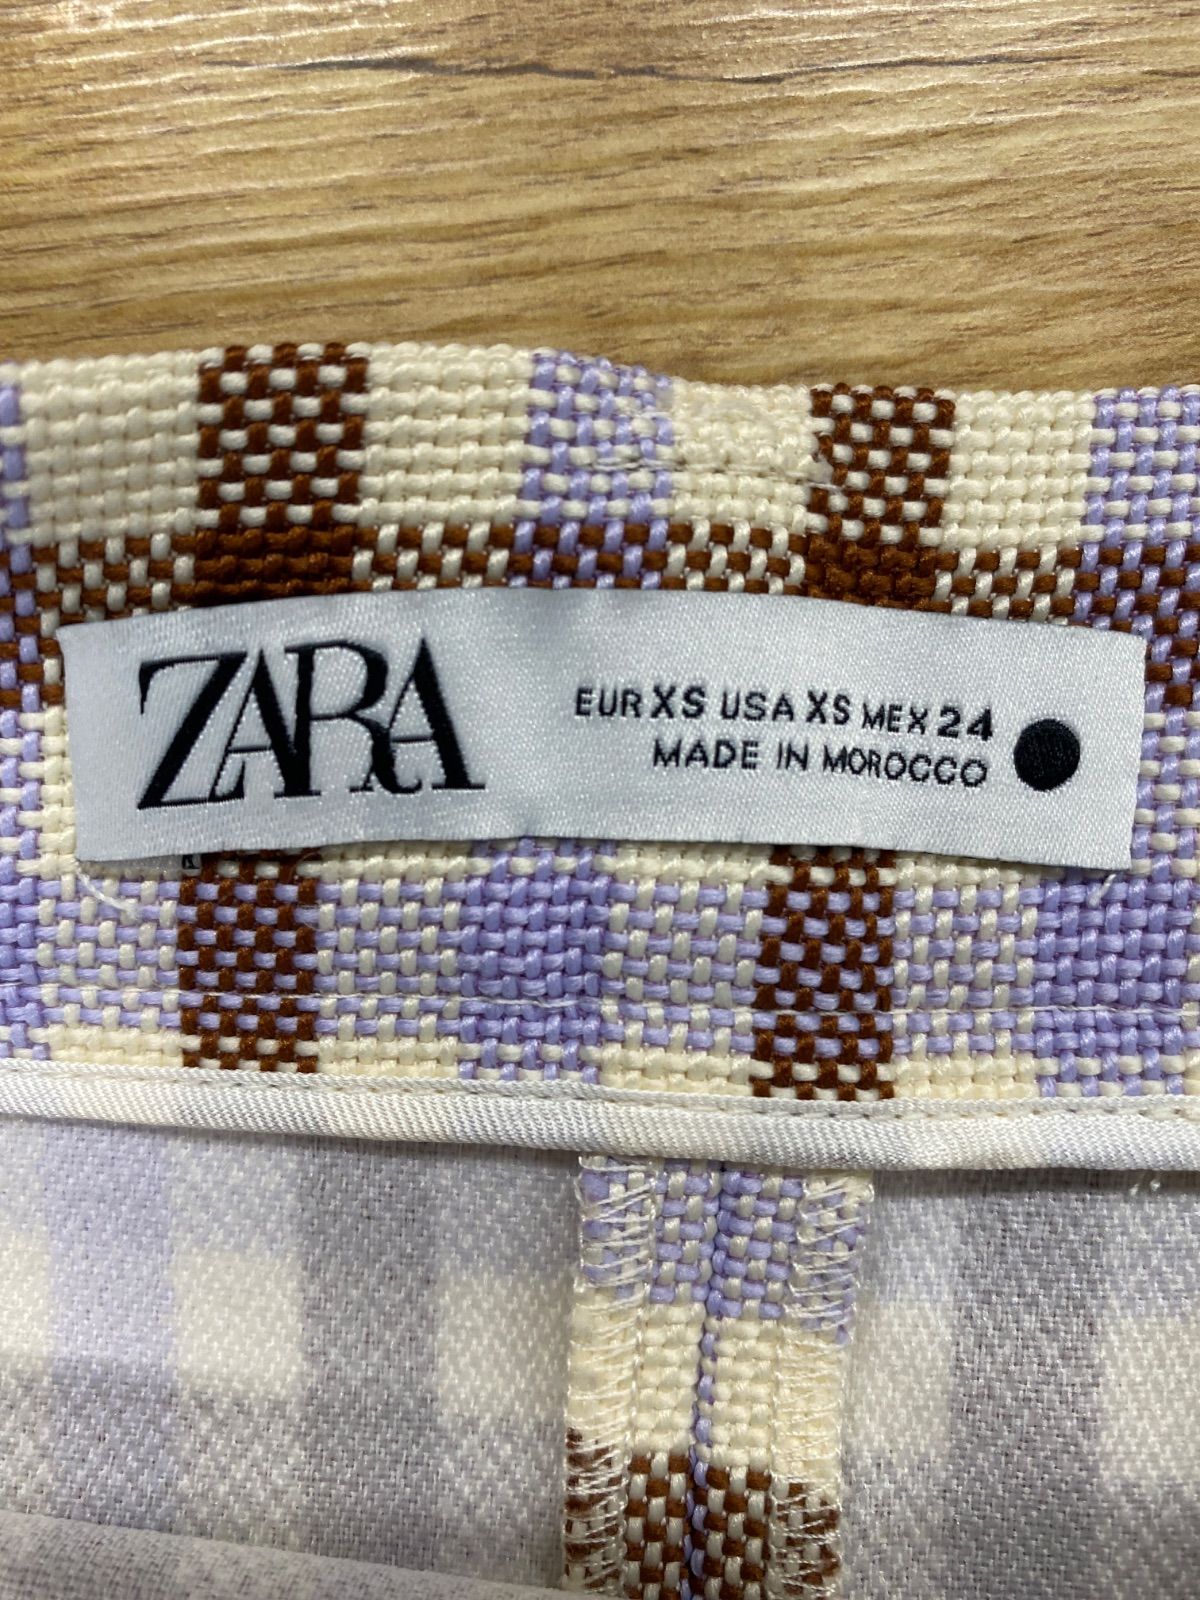 ZARA
EUR XS USA XS MEX 24
MADE IN MOROCCO